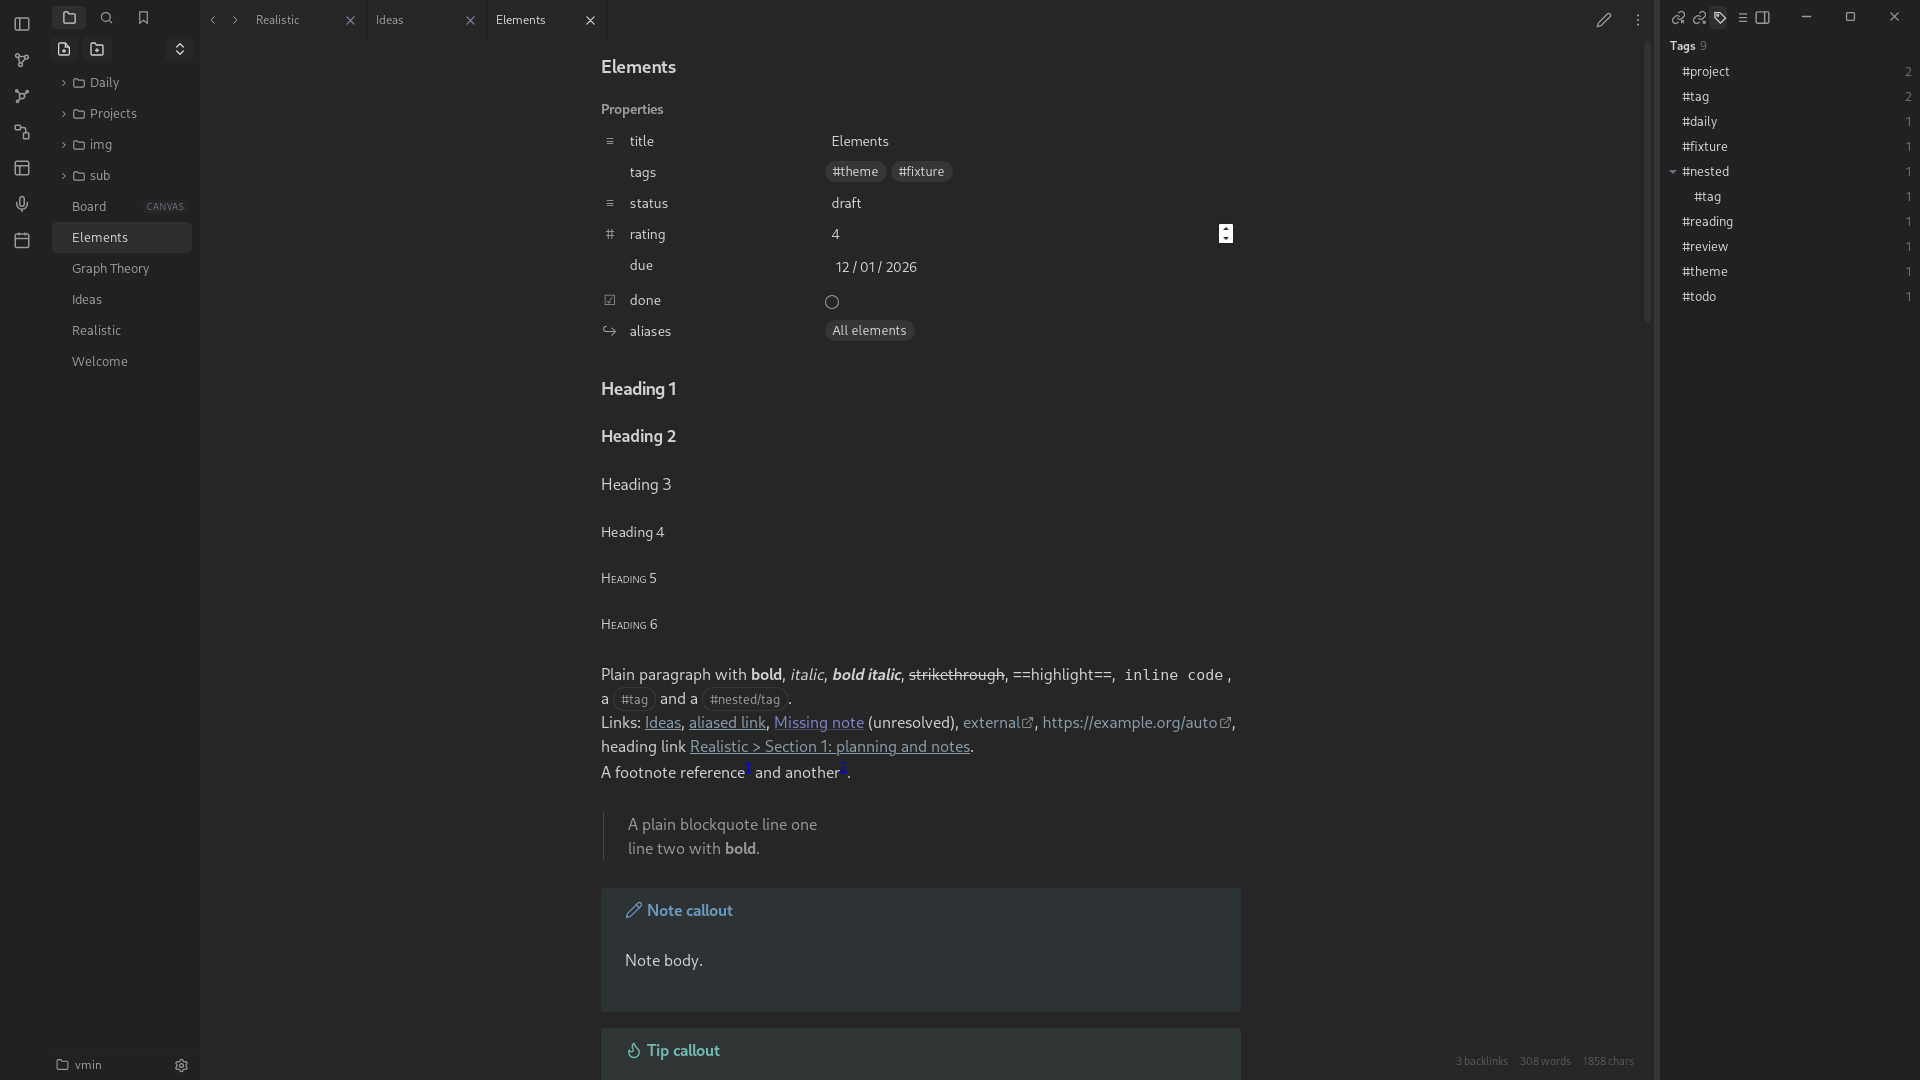 Realistic
Ideas
Elements
Daily
Projects
img
sub
Board CANVAS
Elements
Graph Theory
Ideas
Realistic
Welcome
vmin
Elements
Properties
title Elements
tags #theme #fixture
status draft
rating 4
due 12/01/2026
done
aliases All elements
Heading 1
Heading 2
Heading 3
Heading 4
Heading 5
Heading 6
Plain paragraph with bold, italic, bold italic, strikethrough, ==highlight==, inline code ,
a #tag and a #nested/tag.
Links: Ideas, aliased link, Missing note (unresolved), external, https://example.org/auto,
heading link Realistic > Section 1: planning and notes.
A footnote reference1 and another2.
A plain blockquote line one
line two with bold.
Note callout
Note body.
Tip callout
3 backlinks 308 words 1858 chars
Tags 9
#project 2
#tag 2
#daily 1
#fixture 1
#nested 1
#tag 1
#reading 1
#review 1
#theme 1
#todo 1